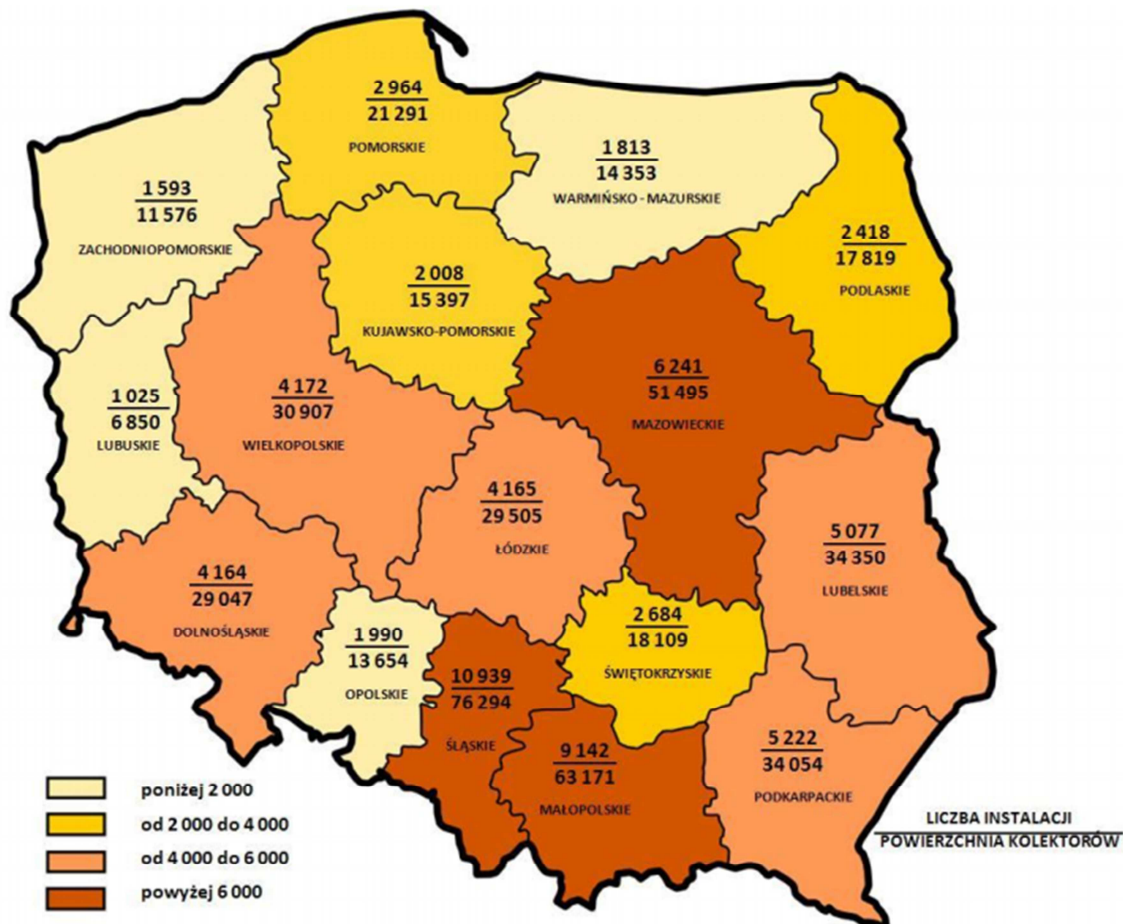 2 964
21 291
POMORSKIE
1 813
14 353
WARMIŃSKO - MAZURSKIE
1 593
11 576
ZACHODNIOPOMORSKIE
2 418
17 819
PODLASKIE
2 008
15 397
KUJAWSKO-POMORSKIE
6 241
51 495
MAZOWIECKIE
1 025
6 850
LUBUSKIE
4 172
30 907
WIELKOPOLSKIE
4 165
29 505
ŁÓDZKIE
5 077
34 350
LUBELSKIE
4 164
29 047
DOLNOŚLĄSKIE
1 990
13 654
OPOLSKIE
2 684
18 109
ŚWIĘTOKRZYSKIE
10 939
76 294
ŚLĄSKIE
9 142
63 171
MAŁOPOLSKIE
5 222
34 054
PODKARPACKIE
poniżej 2 000
od 2 000 do 4 000
od 4 000 do 6 000
powyżej 6 000
LICZBA INSTALACJI
POWIERZCHNIA KOLEKTORÓW